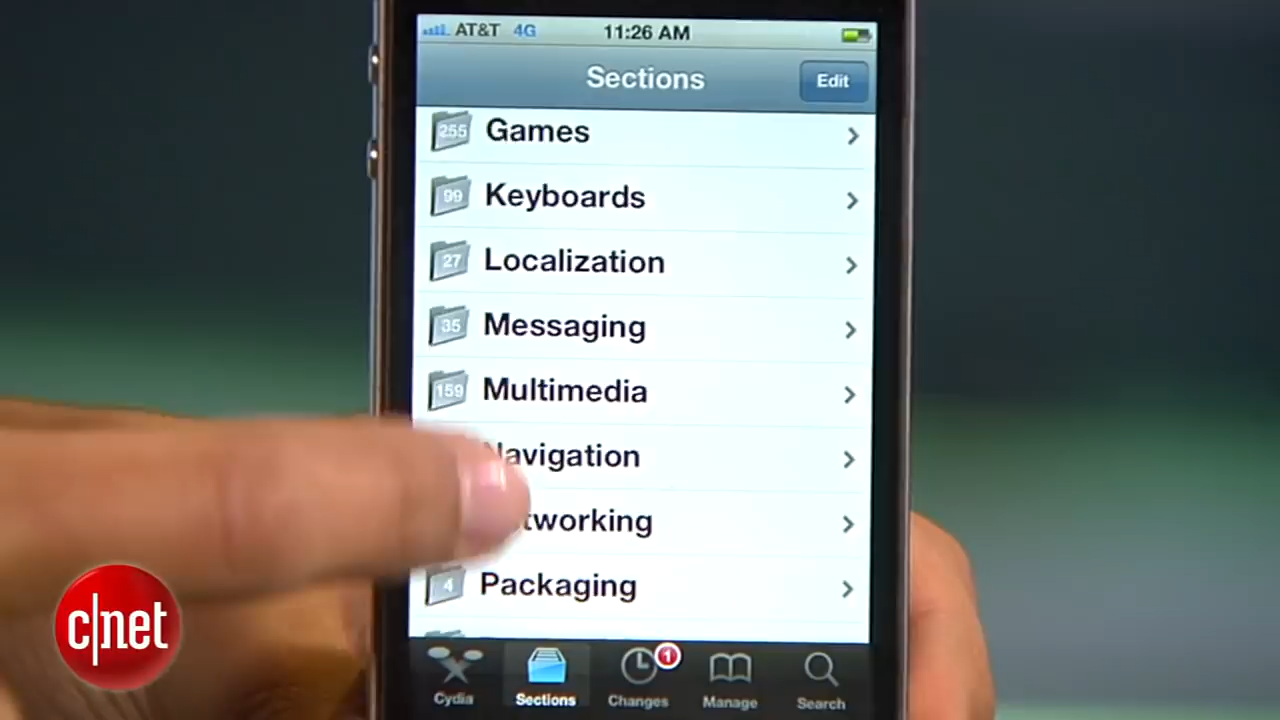 AT&T 4G 11:26 AM
Sections Edit
255 Games
99 Keyboards
27 Localization
35 Messaging
159 Multimedia
Navigation
tworking
4 Packaging
1
Cydia Sections Changes Manage Search
c|net